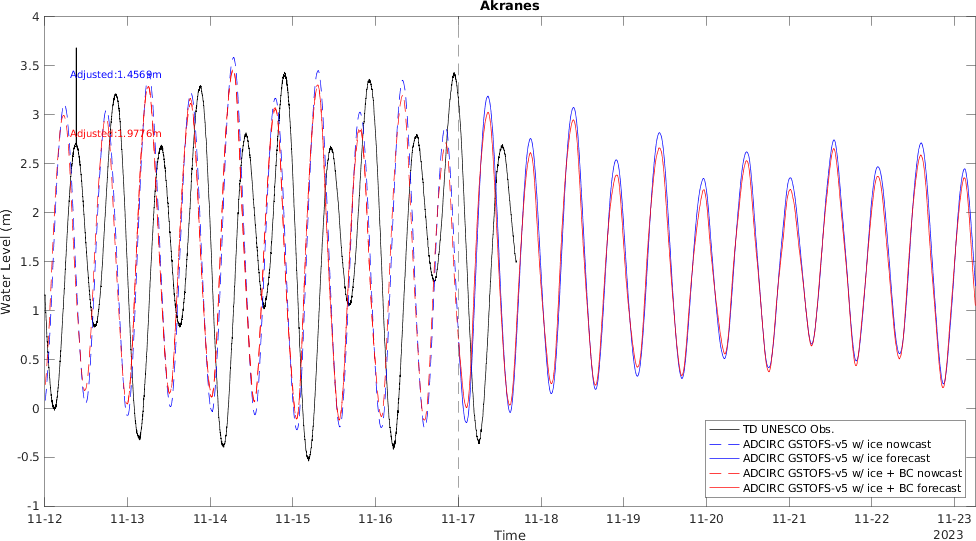 Akranes
4
3.5
3
2.5
2
1.5
1
0.5
0
-0.5
-1
Water Level (m)
Adjusted:1.4569m
Adjusted:1.9776m
TD UNESCO Obs.
ADCIRC GSTOFS-v5 w/ ice nowcast
ADCIRC GSTOFS-v5 w/ ice forecast
ADCIRC GSTOFS-v5 w/ ice + BC nowcast
ADCIRC GSTOFS-v5 w/ ice + BC forecast
11-12 11-13 11-14 11-15 11-16 11-17 11-18 11-19 11-20 11-21 11-22 11-23
Time
2023